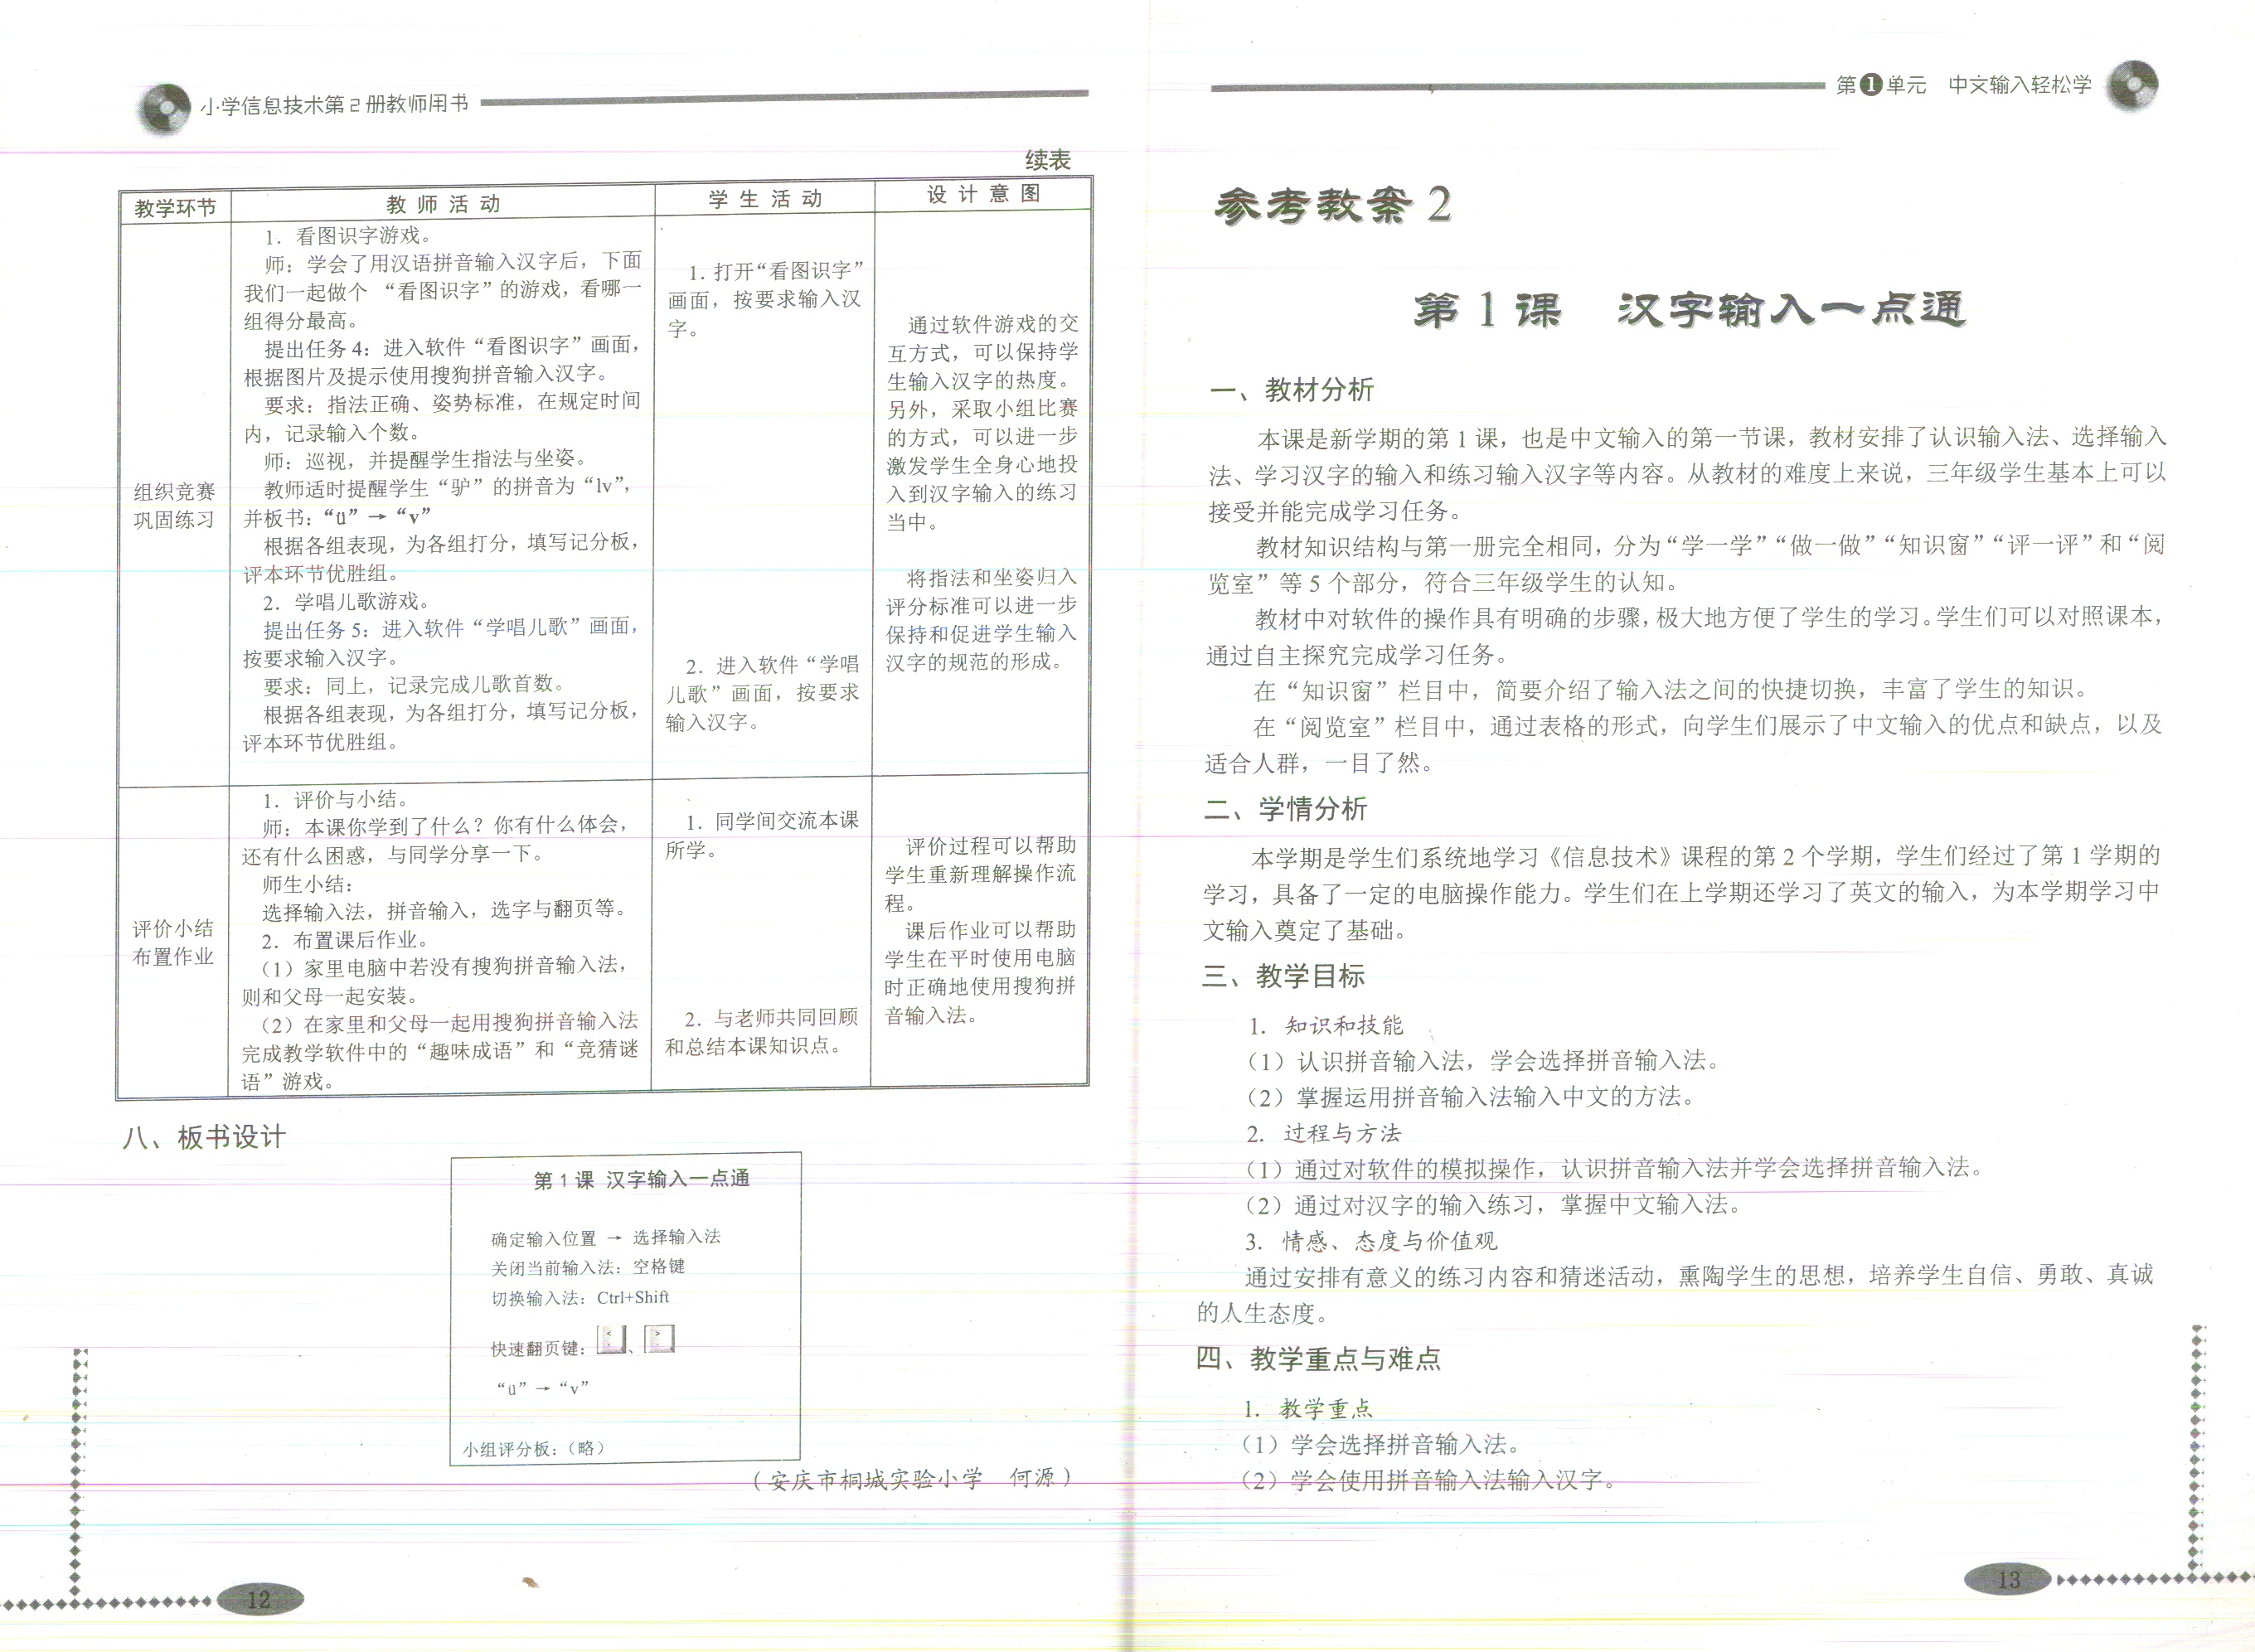 小学信息技术第2册教师用书
续表
教学环节
教 师 活 动
学 生 活 动
设 计 意 图
组织竞赛
巩固练习
1. 看图识字游戏。
师：学会了用汉语拼音输入汉字后，下面
我们一起做个 “看图识字”的游戏，看哪一
组得分最高。
提出任务 4：进入软件“看图识字”画面，
根据图片及提示使用搜狗拼音输入汉字。
要求：指法正确、姿势标准，在规定时间
内，记录输入个数。
师：巡视，并提醒学生指法与坐姿。
教师适时提醒学生“驴”的拼音为“lv”，
并板书：“ü”→“v”
根据各组表现，为各组打分，填写记分板，
评本环节优胜组。
2. 学唱儿歌游戏。
提出任务 5：进入软件“学唱儿歌”画面，
按要求输入汉字。
要求：同上，记录完成儿歌首数。
根据各组表现，为各组打分，填写记分板，
评本环节优胜组。
1. 打开“看图识字”
画面，按要求输入汉
字。
2. 进入软件“学唱
儿歌”画面，按要求
输入汉字。
通过软件游戏的交
互方式，可以保持学
生输入汉字的热度。
另外，采取小组比赛
的方式，可以进一步
激发学生全身心地投
入到汉字输入的练习
当中。
将指法和坐姿归入
评分标准可以进一步
保持和促进学生输入
汉字的规范的形成。
评价小结
布置作业
1. 评价与小结。
师：本课你学到了什么？你有什么体会，
还有什么困惑，与同学分享一下。
师生小结：
选择输入法，拼音输入，选字与翻页等。
2. 布置课后作业。
（1）家里电脑中若没有搜狗拼音输入法，
则和父母一起安装。
（2）在家里和父母一起用搜狗拼音输入法
完成教学软件中的“趣味成语”和“竞猜谜
语”游戏。
1. 同学间交流本课
所学。
2. 与老师共同回顾
和总结本课知识点。
评价过程可以帮助
学生重新理解操作流
程。
课后作业可以帮助
学生在平时使用电脑
时正确地使用搜狗拼
音输入法。
八、板书设计
第 1 课 汉字输入一点通
确定输入位置 → 选择输入法
关闭当前输入法：空格键
切换输入法：Ctrl+Shift
快速翻页键：< 、 >
“ü”→“v”
小组评分板：（略）
（安庆市桐城实验小学 何源）
12
第1单元 中文输入轻松学
参考教案 2
第 1 课 汉字输入一点通
一、教材分析
本课是新学期的第 1 课，也是中文输入的第一节课，教材安排了认识输入法、选择输入
法、学习汉字的输入和练习输入汉字等内容。从教材的难度上来说，三年级学生基本上可以
接受并能完成学习任务。
教材知识结构与第一册完全相同，分为“学一学”“做一做”“知识窗”“评一评”和“阅
览室”等 5 个部分，符合三年级学生的认知。
教材中对软件的操作具有明确的步骤，极大地方便了学生的学习。学生们可以对照课本，
通过自主探究完成学习任务。
在“知识窗”栏目中，简要介绍了输入法之间的快捷切换，丰富了学生的知识。
在“阅览室”栏目中，通过表格的形式，向学生们展示了中文输入的优点和缺点，以及
适合人群，一目了然。
二、学情分析
本学期是学生们系统地学习《信息技术》课程的第 2 个学期，学生们经过了第 1 学期的
学习，具备了一定的电脑操作能力。学生们在上学期还学习了英文的输入，为本学期学习中
文输入奠定了基础。
三、教学目标
1. 知识和技能
（1）认识拼音输入法，学会选择拼音输入法。
（2）掌握运用拼音输入法输入中文的方法。
2. 过程与方法
（1）通过对软件的模拟操作，认识拼音输入法并学会选择拼音输入法。
（2）通过对汉字的输入练习，掌握中文输入法。
3. 情感、态度与价值观
通过安排有意义的练习内容和猜迷活动，熏陶学生的思想，培养学生自信、勇敢、真诚
的人生态度。
四、教学重点与难点
1. 教学重点
（1）学会选择拼音输入法。
（2）学会使用拼音输入法输入汉字。
13